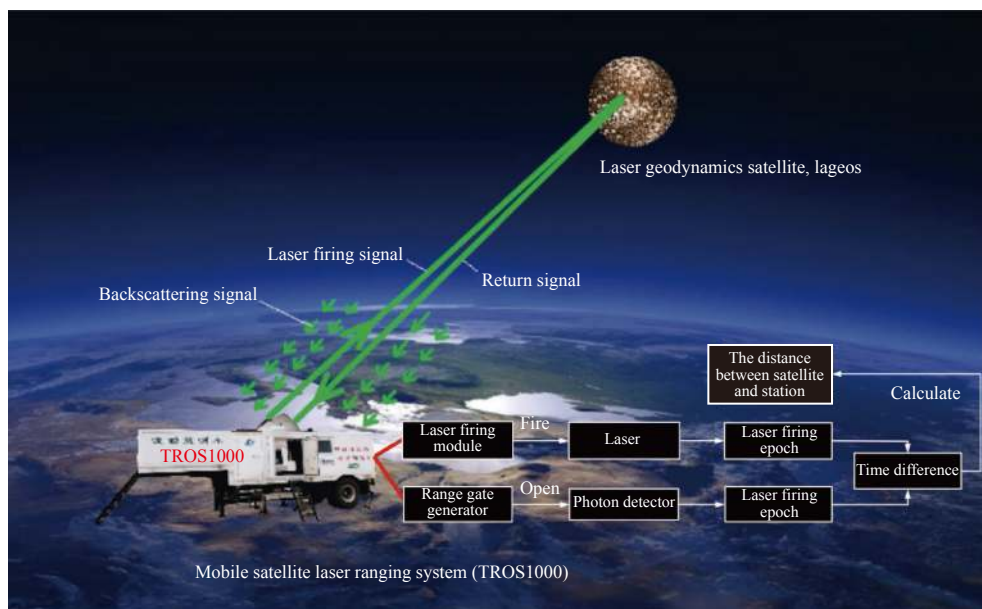 Laser geodynamics satellite, lageos
Laser firing signal
Return signal
Backscattering signal
The distance
between satellite
and station
Calculate
Laser firing
module
Fire
Laser
Laser firing
epoch
Time difference
TROS1000
Range gate
generator
Open
Photon detector
Laser firing
epoch
Mobile satellite laser ranging system (TROS1000)